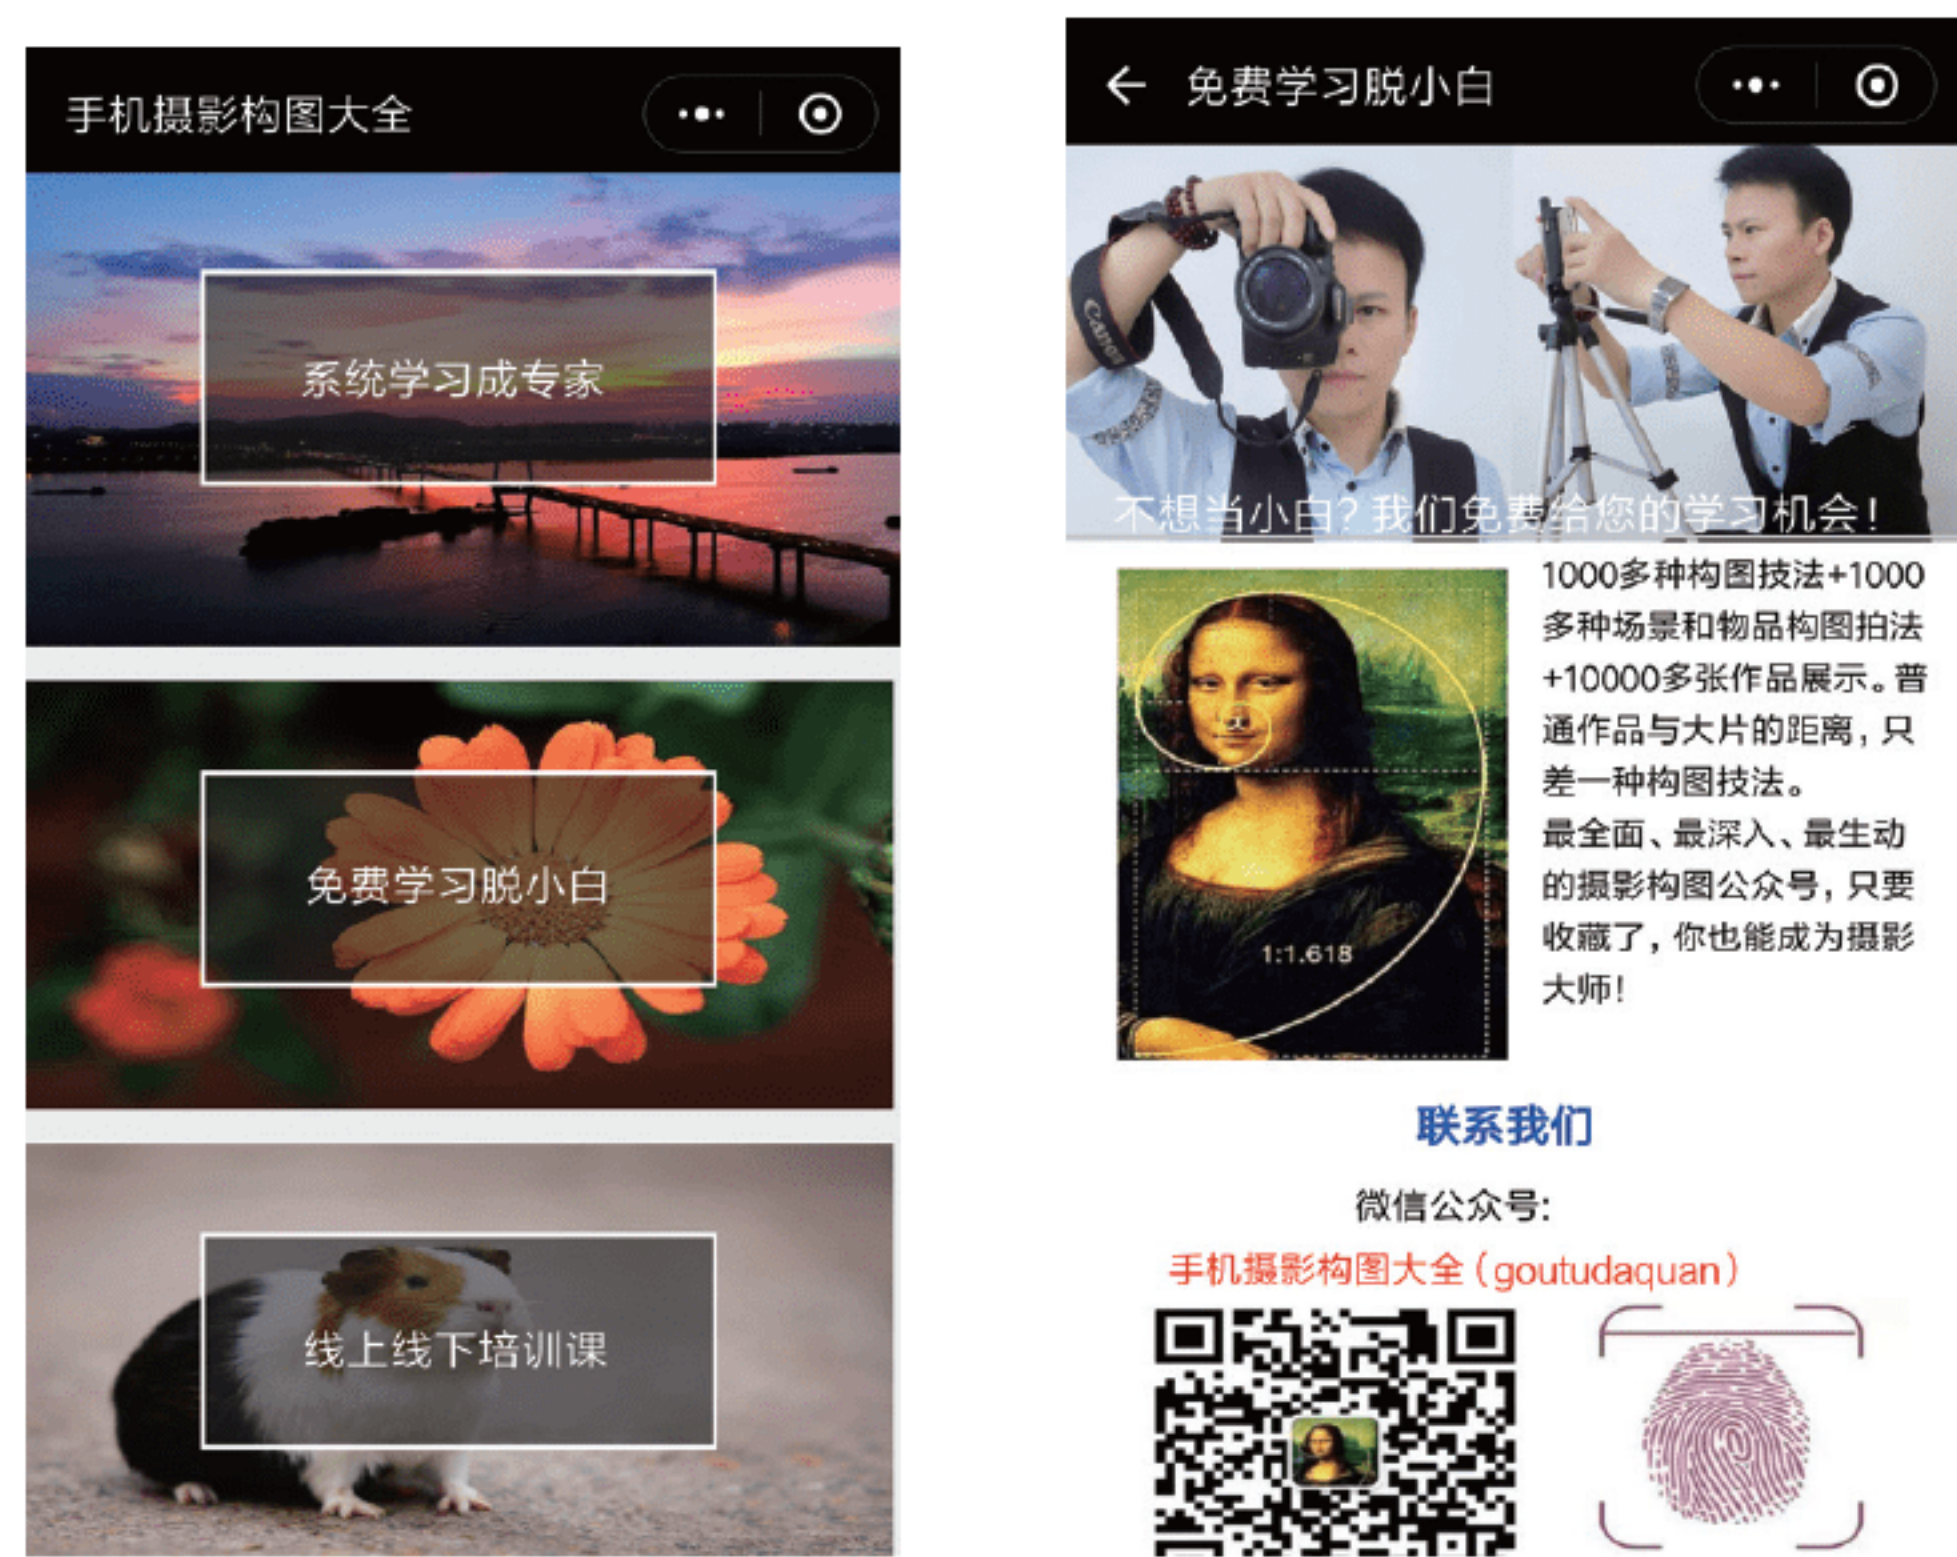 手机摄影构图大全
系统学习成专家
免费学习脱小白
线上线下培训课
免费学习脱小白
Canon
不想当小白？我们免费给您的学习机会！
1000多种构图技法+1000
多种场景和物品构图拍法
+10000多张作品展示。普
通作品与大片的距离，只
差一种构图技法。
最全面、最深入、最生动
的摄影构图公众号，只要
收藏了，你也能成为摄影
大师！
1:1.618
联系我们
微信公众号:
手机摄影构图大全（goutudaquan）